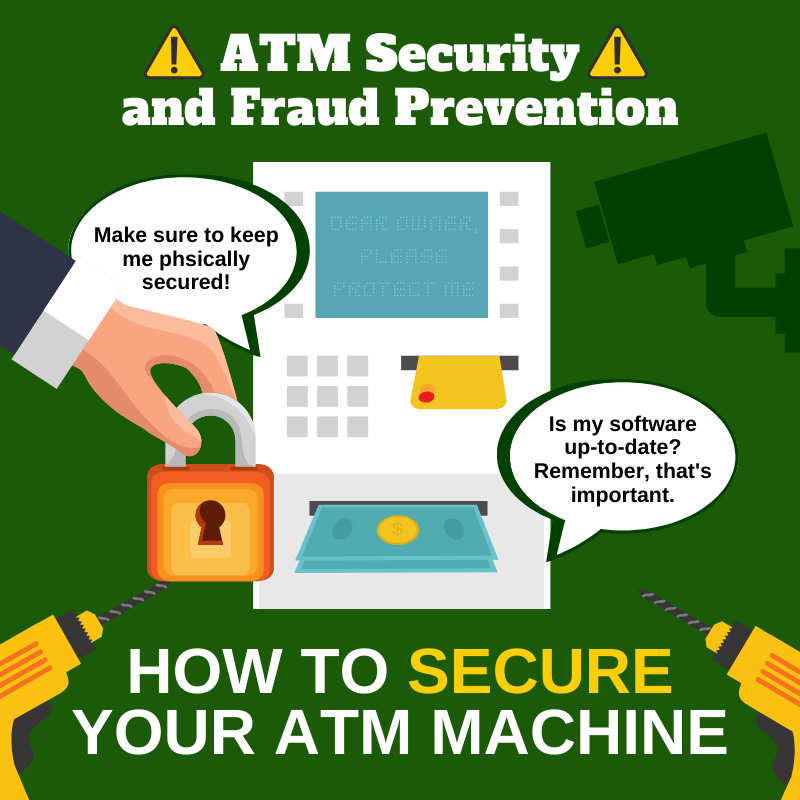 ATM Security
and Fraud Prevention
Make sure to keep
me phsically
secured!
DEAR OWNER,
PLEASE
PROTECT ME
Is my software
up-to-date?
Remember, that's
important.
$
HOW TO SECURE
YOUR ATM MACHINE